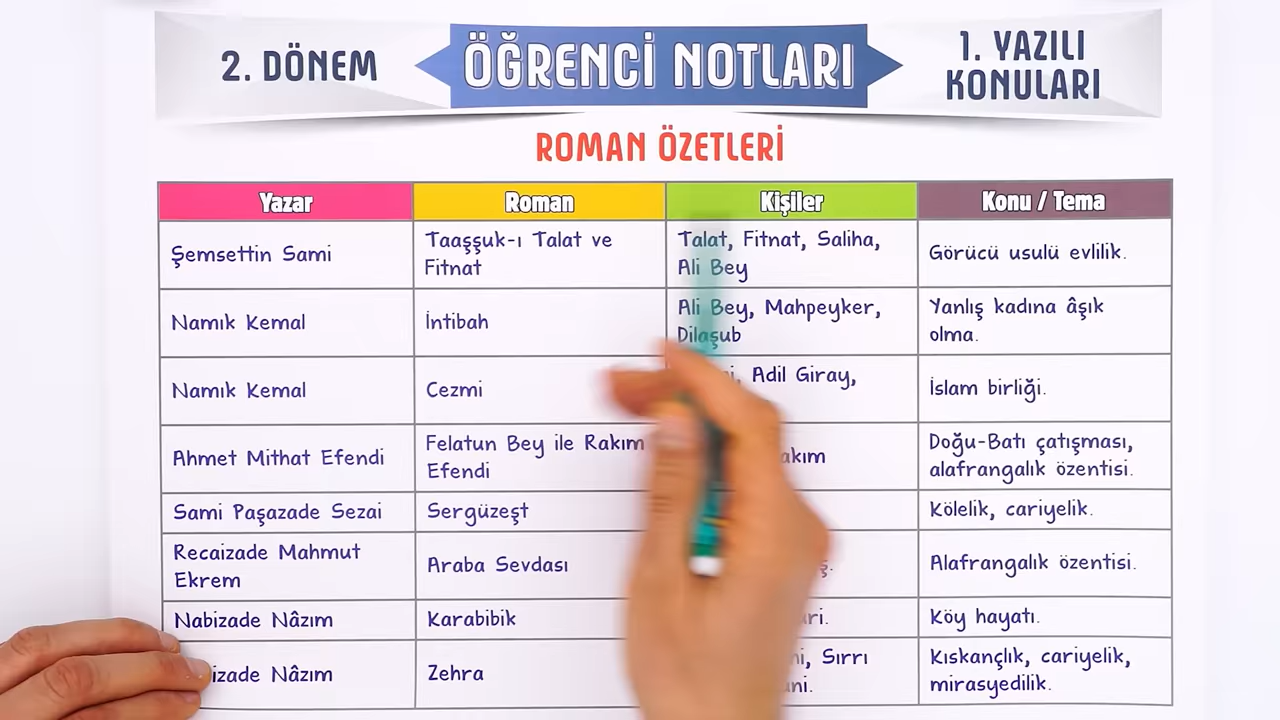 2. DÖNEM
ÖĞRENCİ NOTLARI
1. YAZILI
KONULARI
ROMAN ÖZETLERİ
Yazar Roman Kişiler Konu / Tema
Şemsettin Sami
Taaşşuk-ı Talat ve
Fitnat
Talat, Fitnat, Saliha,
Ali Bey
Görücü usulü evlilik.
Namık Kemal
İntibah
Ali Bey, Mahpeyker,
Dilaşub
Yanlış kadına âşık
olma.
Namık Kemal
Cezmi
Adil Giray,
İslam birliği.
Ahmet Mithat Efendi
Felatun Bey ile Rakım
Efendi
Doğu-Batı çatışması,
alafrangalık özentisi.
Sami Paşazade Sezai
Sergüzeşt
Kölelik, cariyelik.
Recaizade Mahmut
Ekrem
Araba Sevdası
Alafrangalık özentisi.
Nabizade Nâzım
Karabibik
Köy hayatı.
Nâzım
Zehra
Sırrı
Kıskançlık, cariyelik,
mirasyedilik.